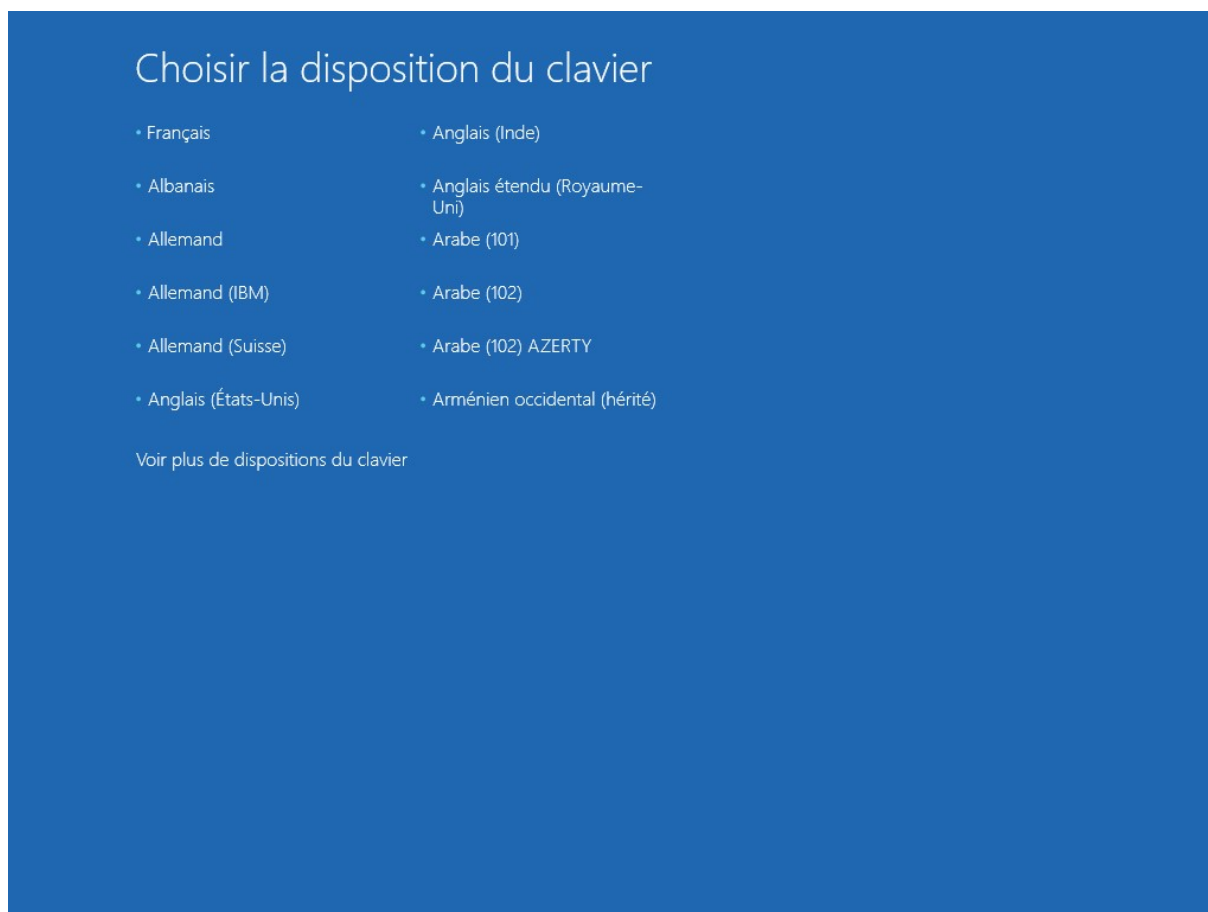 Choisir la disposition du clavier
• Français
• Albanais
• Allemand
• Allemand (IBM)
• Allemand (Suisse)
• Anglais (États-Unis)
• Anglais (Inde)
• Anglais étendu (Royaume-
Uni)
• Arabe (101)
• Arabe (102)
• Arabe (102) AZERTY
• Arménien occidental (hérité)
Voir plus de dispositions du clavier